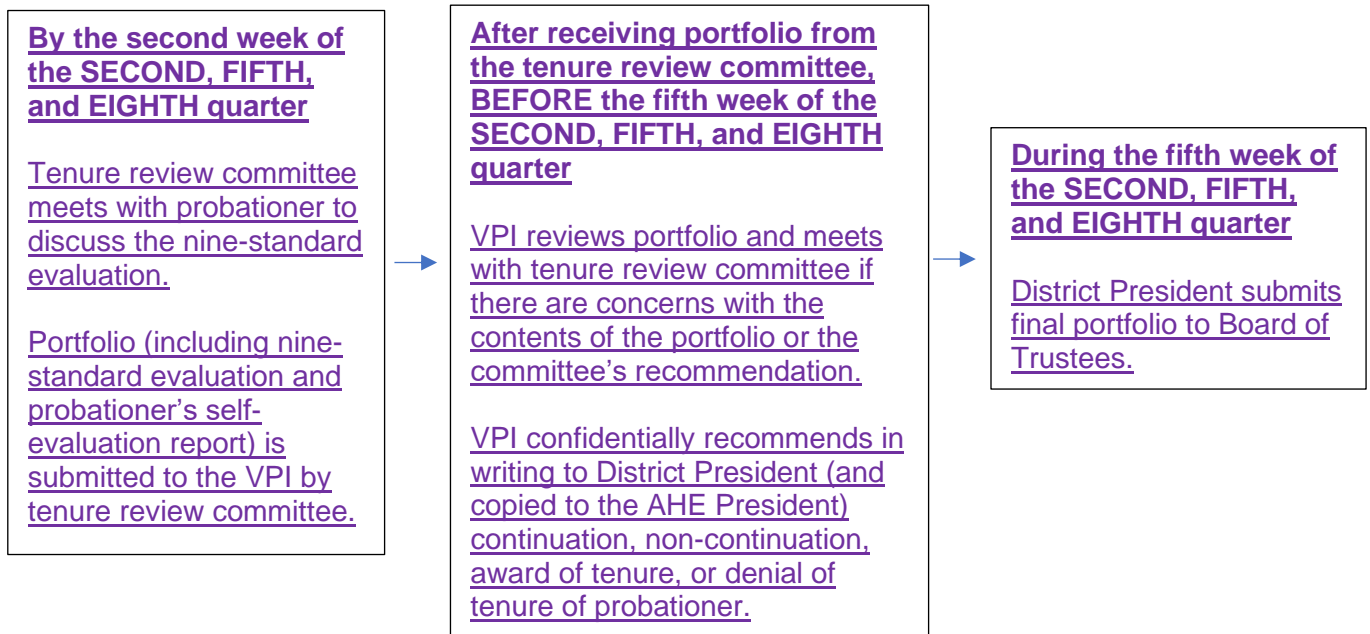 By the second week of
the SECOND, FIFTH,
and EIGHTH quarter
Tenure review committee
meets with probationer to
discuss the nine-standard
evaluation.
Portfolio (including nine-
standard evaluation and
probationer’s self-
evaluation report) is
submitted to the VPI by
tenure review committee.
After receiving portfolio from
the tenure review committee,
BEFORE the fifth week of the
SECOND, FIFTH, and EIGHTH
quarter
VPI reviews portfolio and meets
with tenure review committee if
there are concerns with the
contents of the portfolio or the
committee’s recommendation.
VPI confidentially recommends in
writing to District President (and
copied to the AHE President)
continuation, non-continuation,
award of tenure, or denial of
tenure of probationer.
During the fifth week of
the SECOND, FIFTH,
and EIGHTH quarter
District President submits
final portfolio to Board of
Trustees.